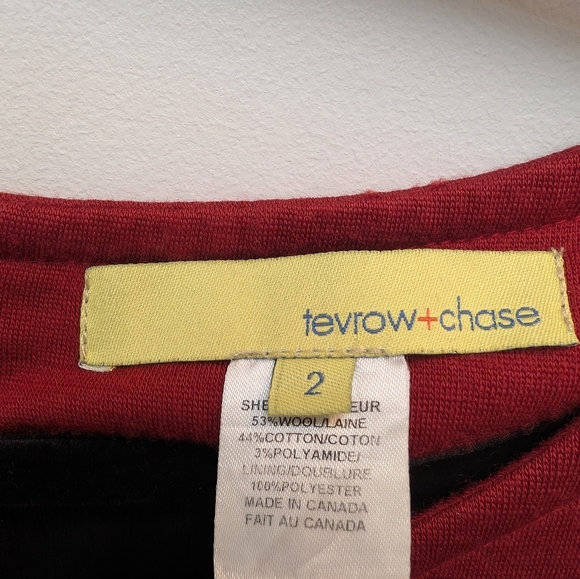 tevrow+chase
2
SHE EUR
53%WOOL/LAINE
44%COTTON/COTON
3%POLYAMIDE/
LINING/DOUBLURE
100%POLYESTER
MADE IN CANADA
FAIT AU CANADA